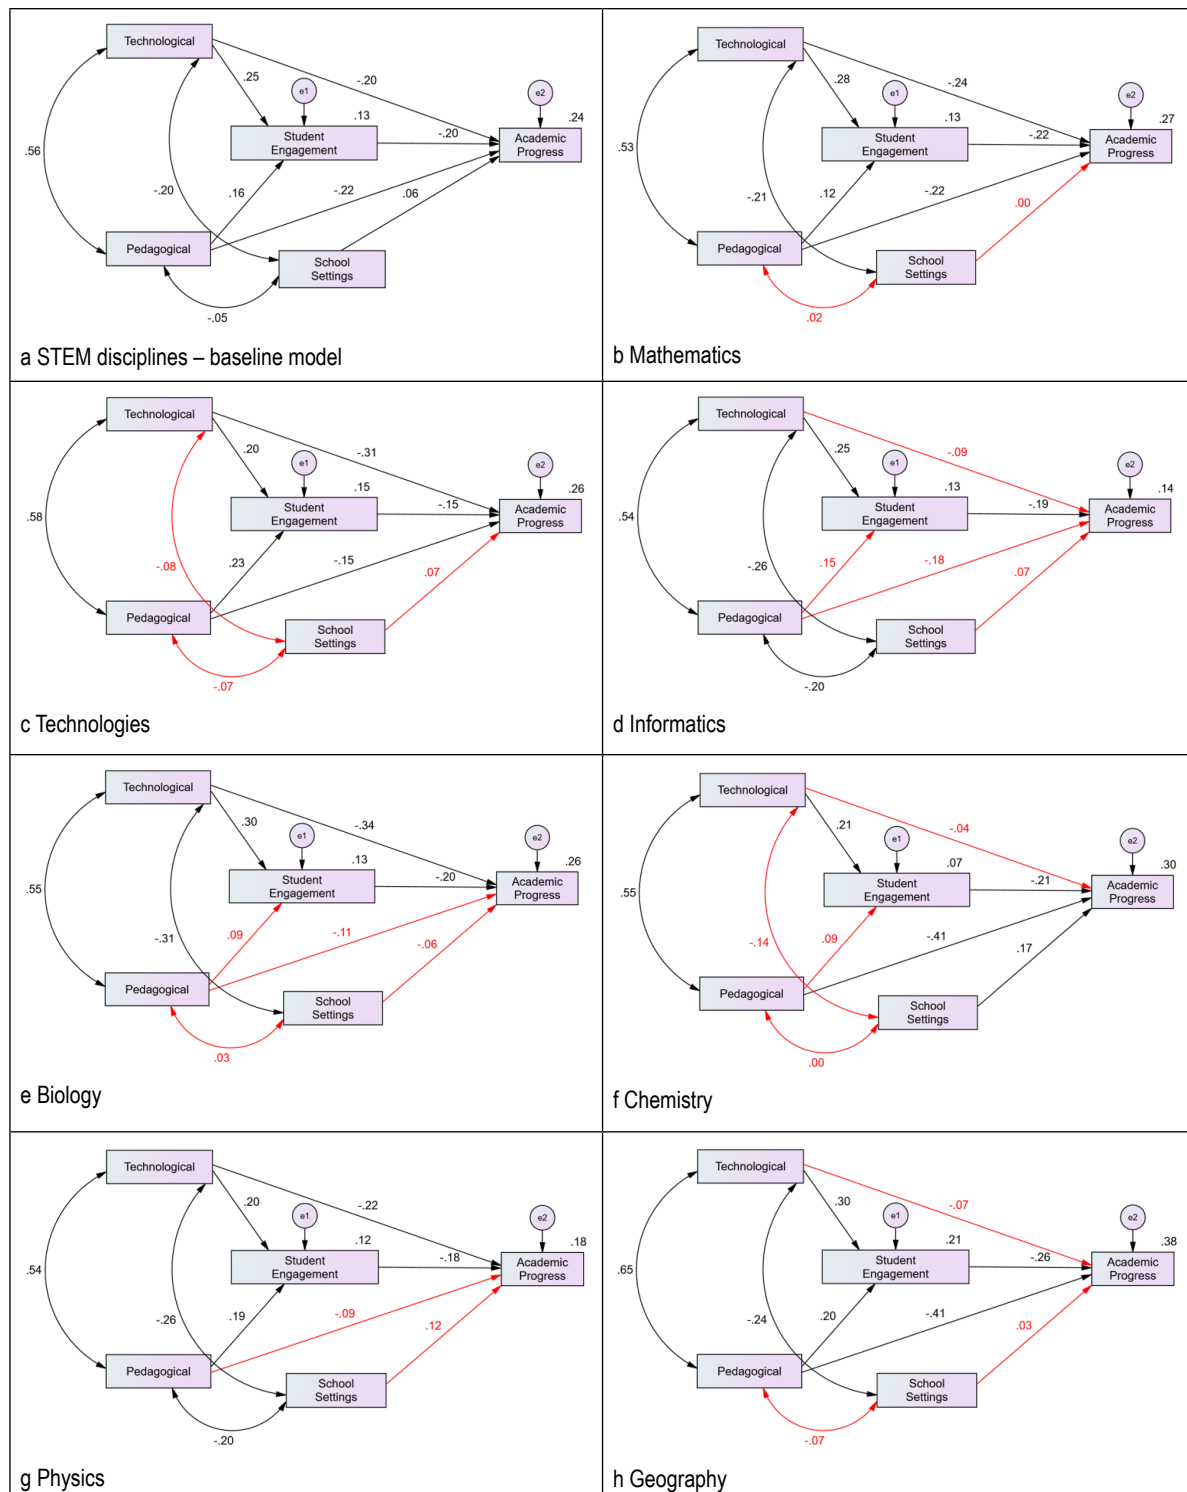 Technological
.25
-.20
e1
e2
.13
.24
Student
Engagement
-.20
Academic
Progress
.56
-.20
.16
-.22
.06
Pedagogical
School
Settings
-.05
a STEM disciplines – baseline model
Technological
.28
-.24
e1
e2
.13
.27
Student
Engagement
-.22
Academic
Progress
.53
-.21
.12
-.22
.00
Pedagogical
School
Settings
.02
b Mathematics
Technological
.20
-.31
e1
e2
.15
.26
Student
Engagement
-.15
Academic
Progress
.58
-.08
.23
-.15
.07
Pedagogical
School
Settings
-.07
c Technologies
Technological
.25
-.09
e1
e2
.13
.14
Student
Engagement
-.19
Academic
Progress
.54
-.26
.15
-.18
.07
Pedagogical
School
Settings
-.20
d Informatics
Technological
.30
-.34
e1
e2
.13
.26
Student
Engagement
-.20
Academic
Progress
.55
-.31
.09
-.11
-.06
Pedagogical
School
Settings
.03
e Biology
Technological
.21
-.04
e1
e2
.07
.30
Student
Engagement
-.21
Academic
Progress
.55
-.14
.09
-.41
.17
Pedagogical
School
Settings
.00
f Chemistry
Technological
.20
-.22
e1
e2
.12
.18
Student
Engagement
-.18
Academic
Progress
.54
-.26
.19
-.09
.12
Pedagogical
School
Settings
-.20
g Physics
Technological
.30
-.07
e1
e2
.21
.38
Student
Engagement
-.26
Academic
Progress
.65
-.24
.20
-.41
.03
Pedagogical
School
Settings
-.07
h Geography